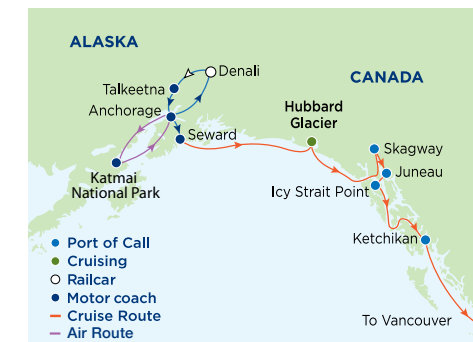 ALASKA
Denali
CANADA
Talkeetna
Anchorage
Hubbard
Glacier
Seward
Skagway
Juneau
Katmai
National Park
Icy Strait Point
Ketchikan
Port of Call
Cruising
Railcar
Motor coach
Cruise Route
Air Route
To Vancouver